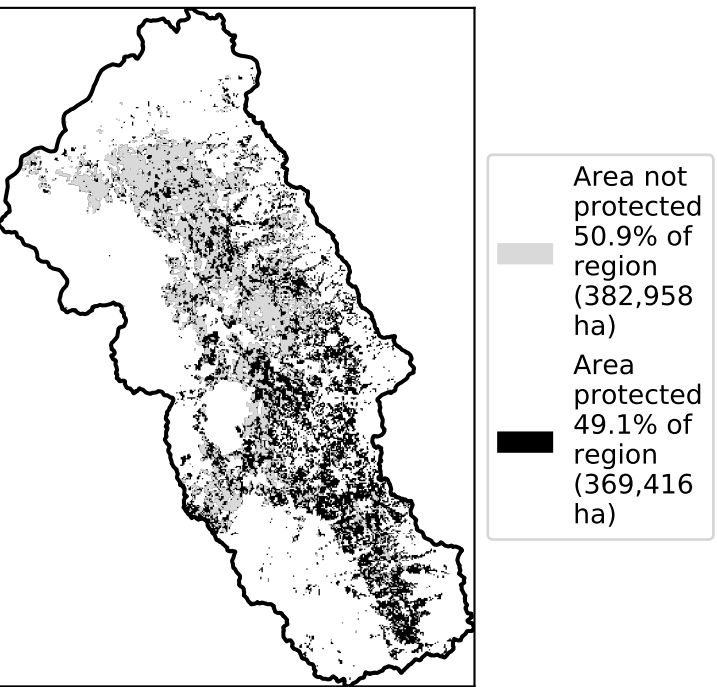 Area not
protected
50.9% of
region
(382,958
ha)
Area
protected
49.1% of
region
(369,416
ha)